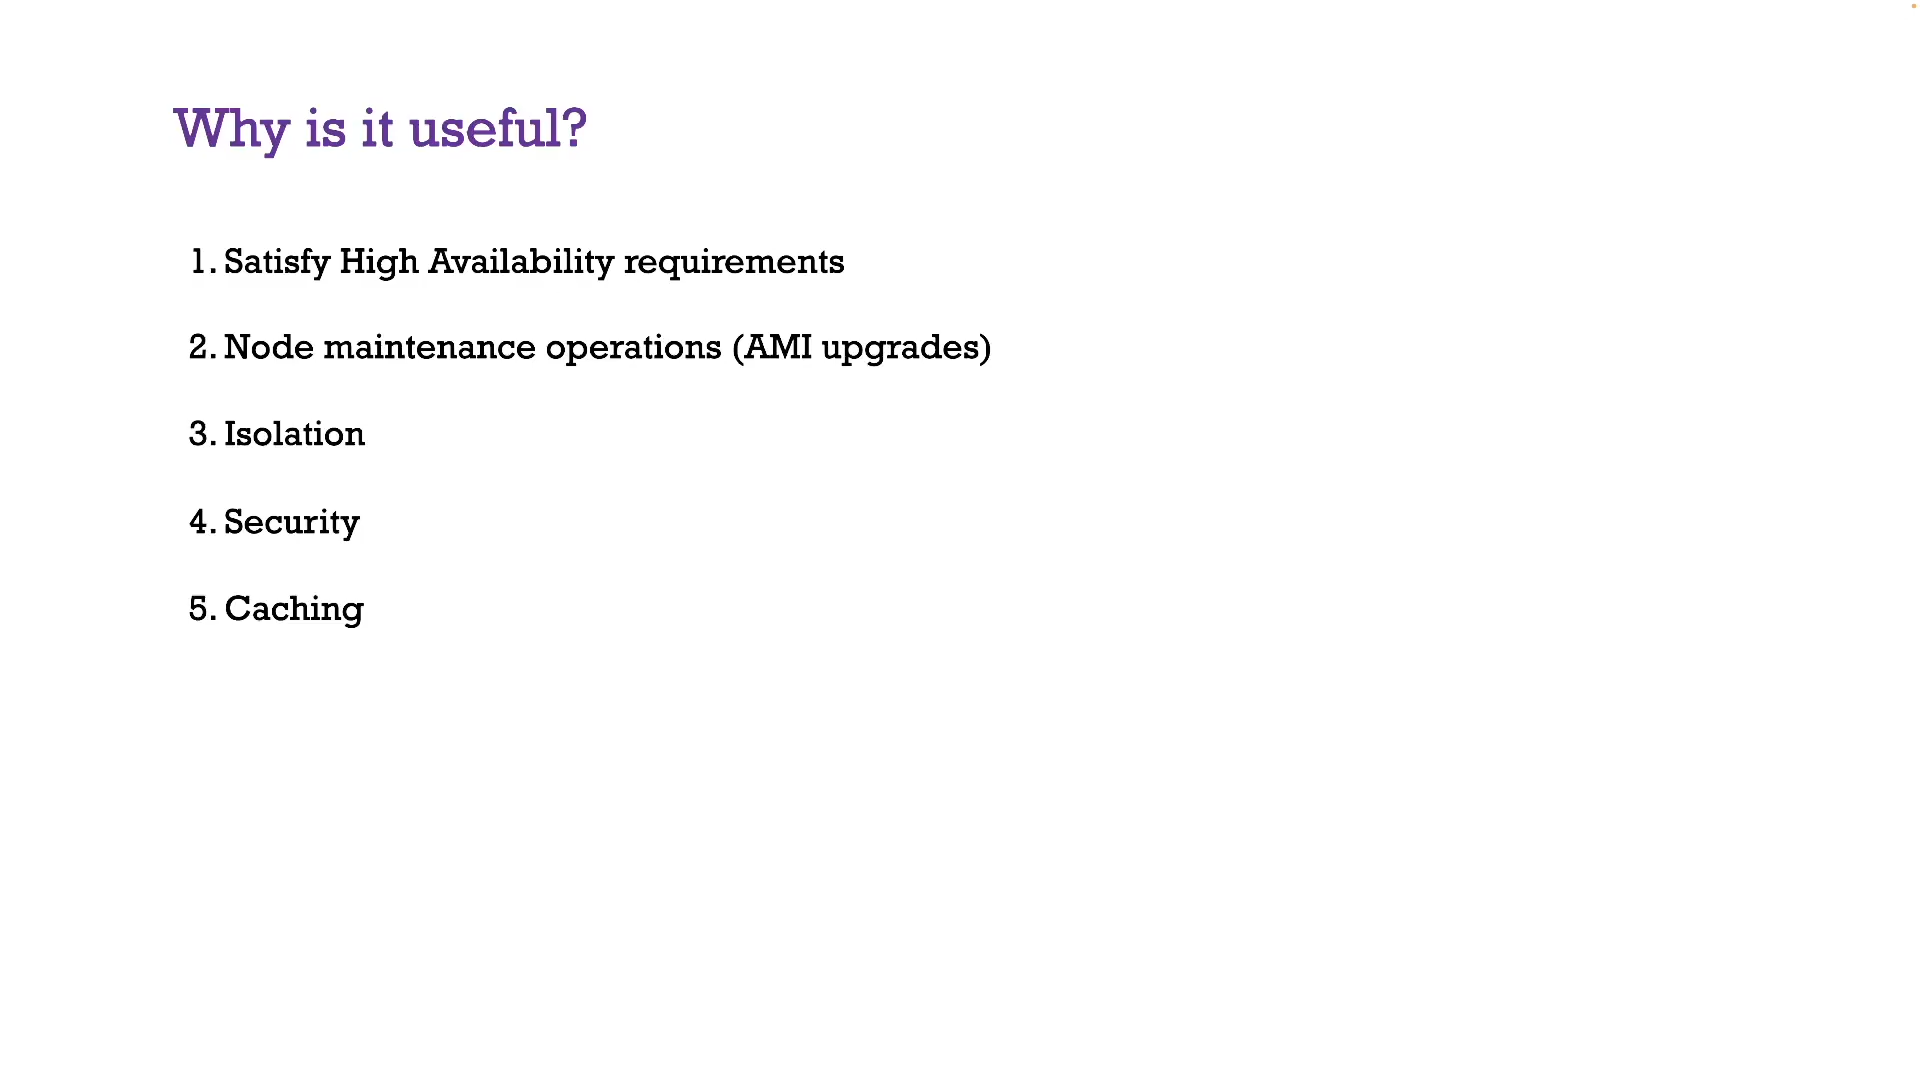 Why is it useful?
1. Satisfy High Availability requirements
2. Node maintenance operations (AMI upgrades)
3. Isolation
4. Security
5. Caching